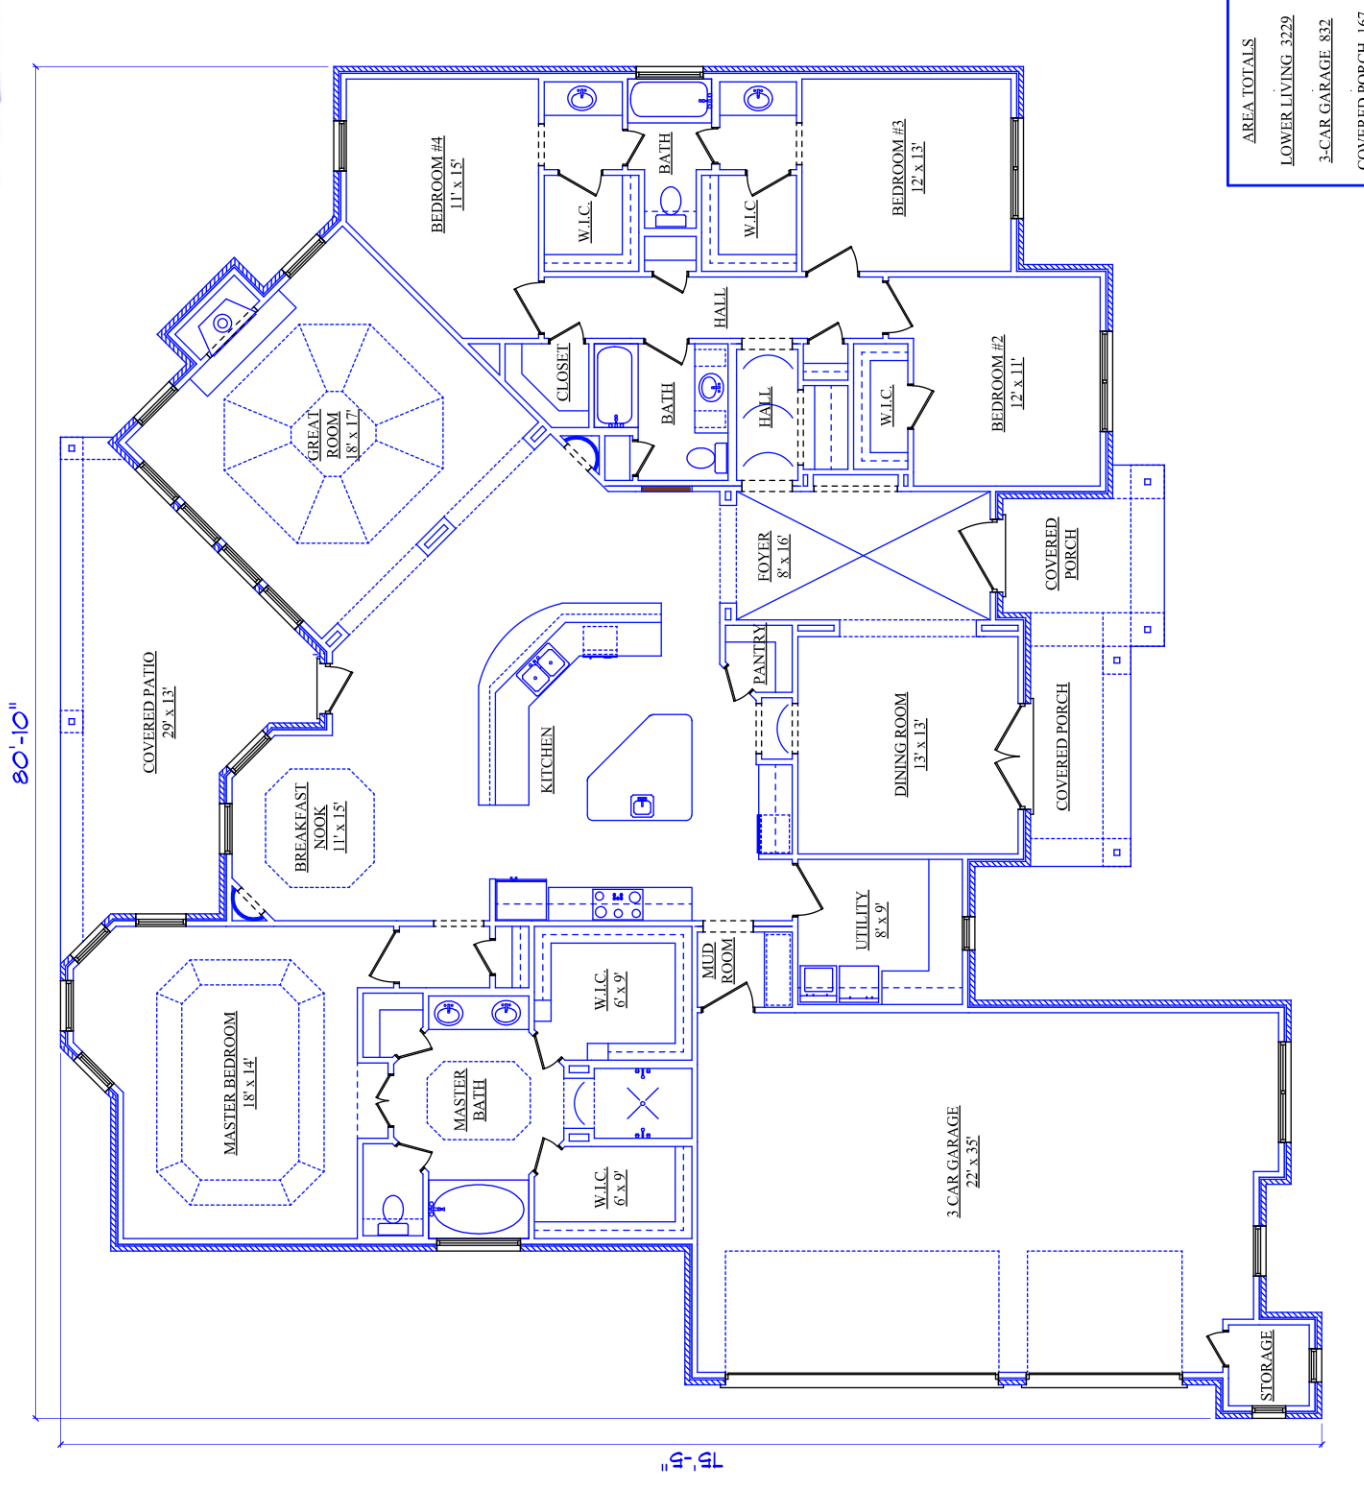 AREA TOTALS
LOWER LIVING 3229
3-CAR GARAGE 832
COVERED PORCH 167
80'-10"
75'-5"
BEDROOM #4
11' x 15'
W.I.C.
BATH
W.I.C
BEDROOM #3
12' x 13'
HALL
GREAT
ROOM
18' x 17'
CLOSET
BATH
HALL
W.I.C.
BEDROOM #2
12' x 11'
FOYER
8' x 16'
COVERED
PORCH
COVERED PATIO
29' x 13'
KITCHEN
PANTRY
DINING ROOM
13' x 13'
COVERED PORCH
BREAKFAST
NOOK
11' x 15'
UTILITY
8' x 9'
MUD
ROOM
W.I.C.
6' x 9'
MASTER BEDROOM
18' x 14'
MASTER
BATH
W.I.C.
6' x 9'
3 CAR GARAGE
22' x 35'
STORAGE